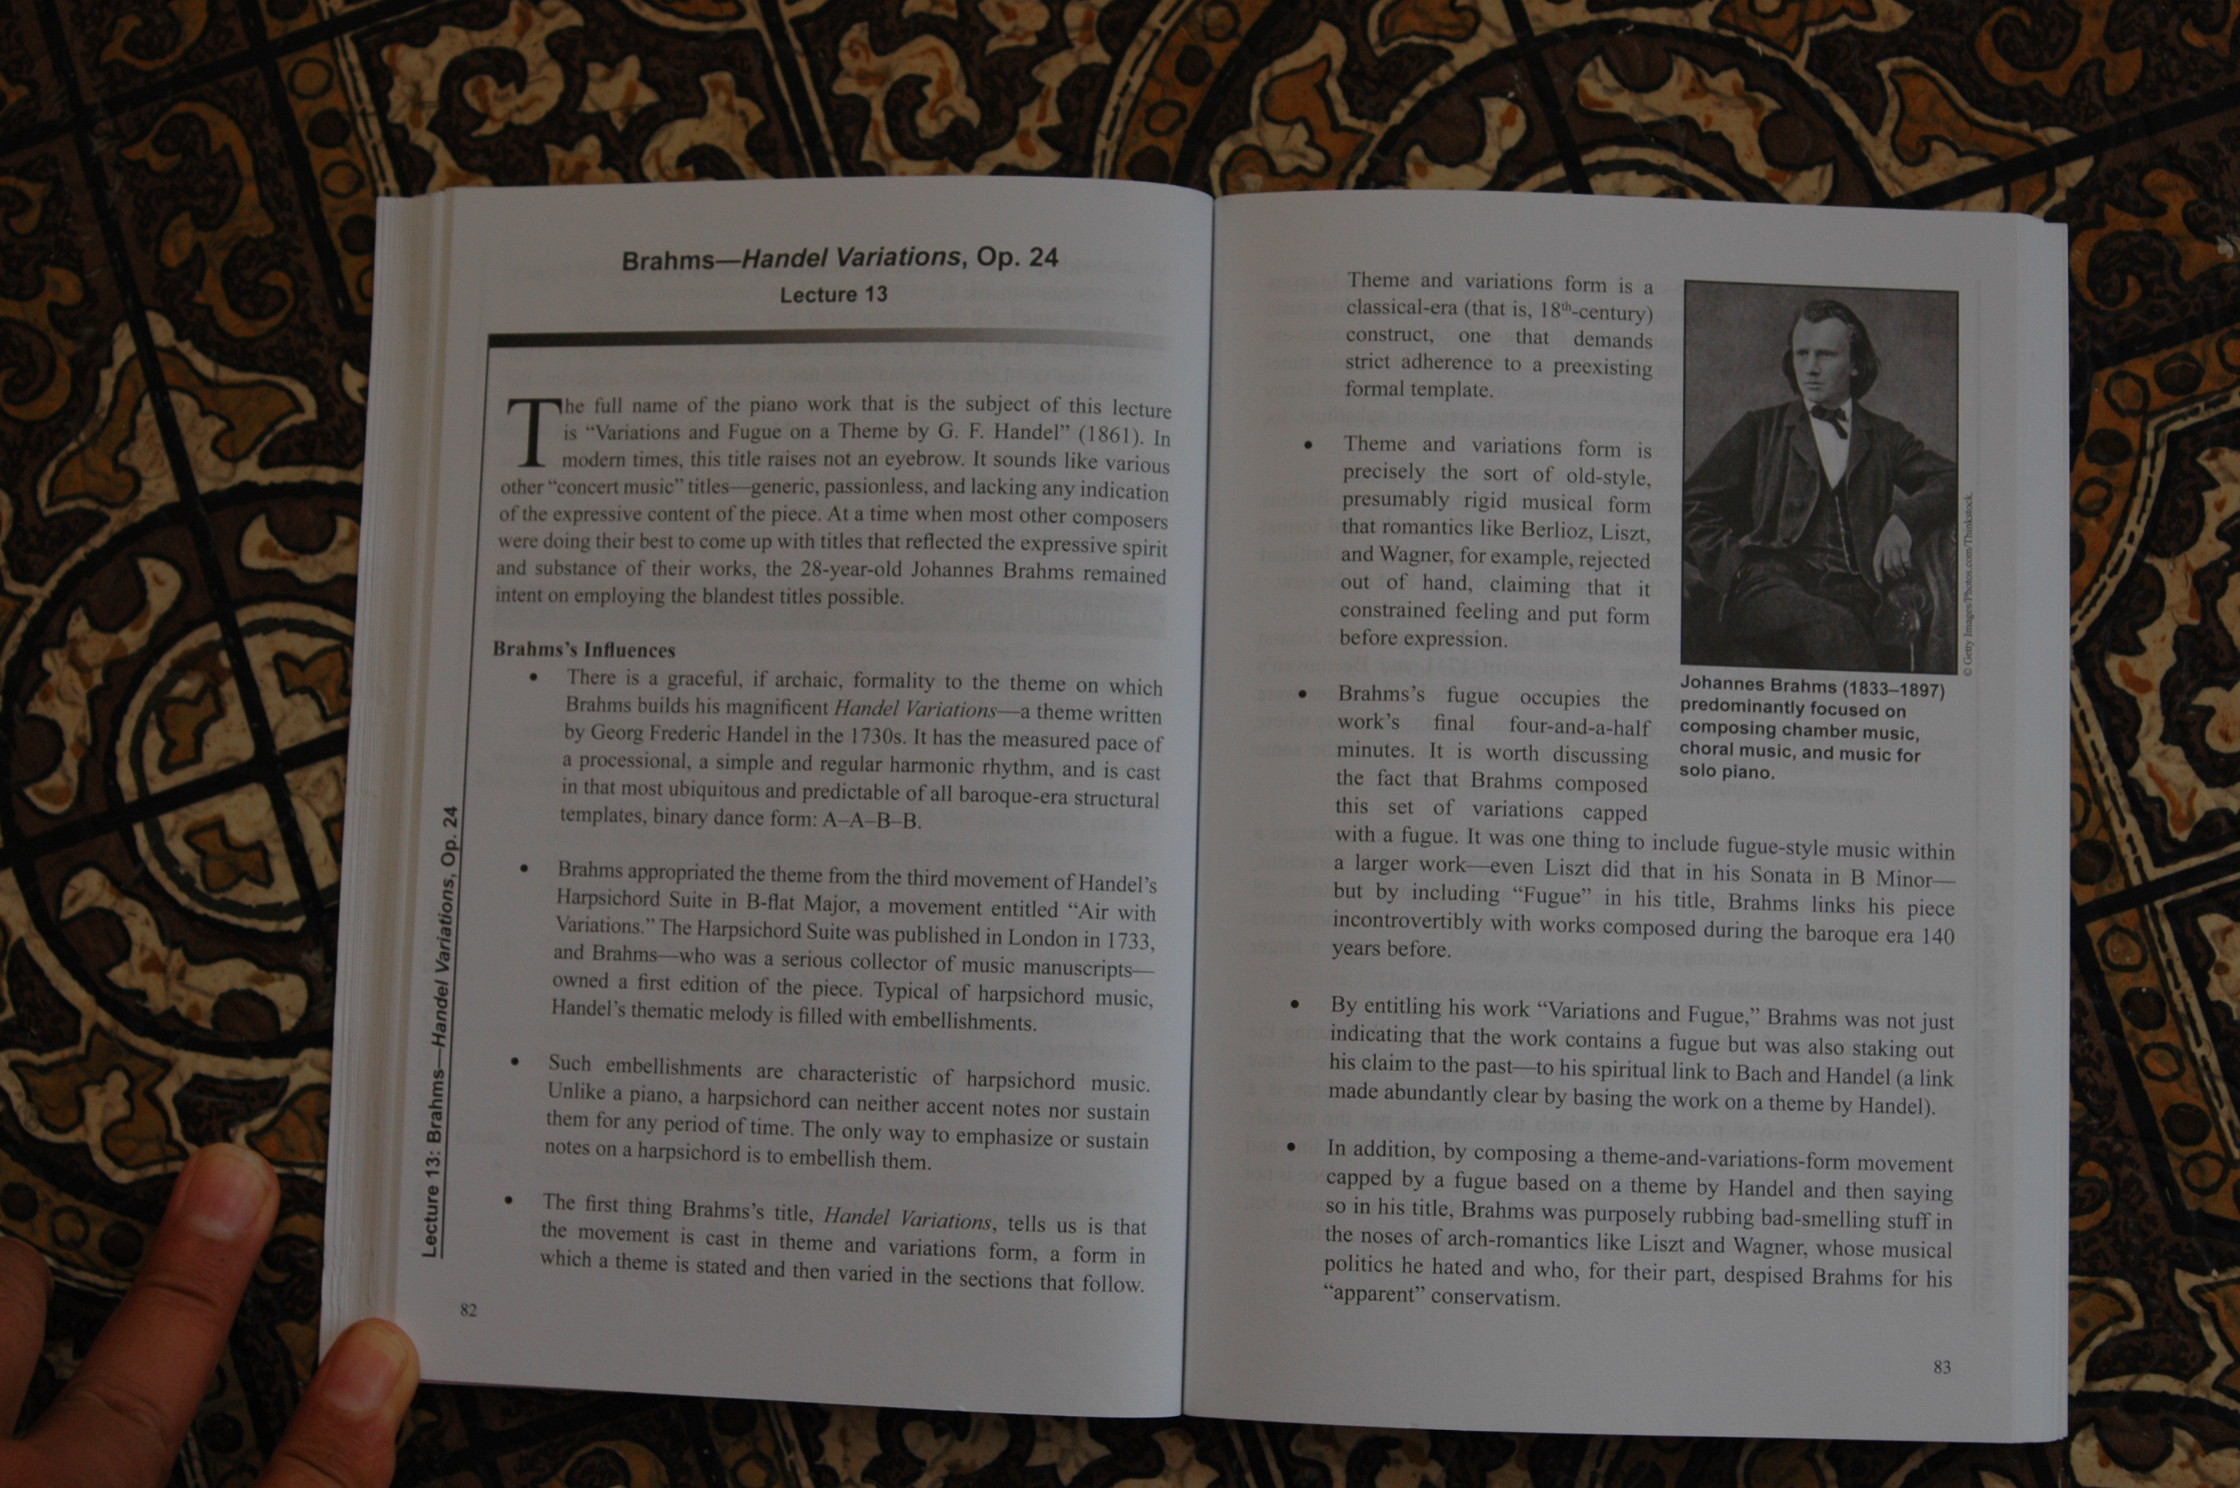 Brahms—Handel Variations, Op. 24
Lecture 13
The full name of the piano work that is the subject of this lecture
is “Variations and Fugue on a Theme by G. F. Handel” (1861). In
modern times, this title raises not an eyebrow. It sounds like various
other “concert music” titles—generic, passionless, and lacking any indication
of the expressive content of the piece. At a time when most other composers
were doing their best to come up with titles that reflected the expressive spirit
and substance of their works, the 28-year-old Johannes Brahms remained
intent on employing the blandest titles possible.
Brahms’s Influences
• There is a graceful, if archaic, formality to the theme on which
Brahms builds his magnificent Handel Variations—a theme written
by Georg Frederic Handel in the 1730s. It has the measured pace of
a processional, a simple and regular harmonic rhythm, and is cast
in that most ubiquitous and predictable of all baroque-era structural
templates, binary dance form: A–A–B–B.
• Brahms appropriated the theme from the third movement of Handel’s
Harpsichord Suite in B-flat Major, a movement entitled “Air with
Variations.” The Harpsichord Suite was published in London in 1733,
and Brahms—who was a serious collector of music manuscripts—
owned a first edition of the piece. Typical of harpsichord music,
Handel’s thematic melody is filled with embellishments.
• Such embellishments are characteristic of harpsichord music.
Unlike a piano, a harpsichord can neither accent notes nor sustain
them for any period of time. The only way to emphasize or sustain
notes on a harpsichord is to embellish them.
• The first thing Brahms’s title, Handel Variations, tells us is that
the movement is cast in theme and variations form, a form in
which a theme is stated and then varied in the sections that follow.
Lecture 13: Brahms—Handel Variations, Op. 24
82
Theme and variations form is a
classical-era (that is, 18th-century)
construct, one that demands
strict adherence to a preexisting
formal template.
• Theme and variations form is
precisely the sort of old-style,
presumably rigid musical form
that romantics like Berlioz, Liszt,
and Wagner, for example, rejected
out of hand, claiming that it
constrained feeling and put form
before expression.
• Brahms’s fugue occupies the
work’s final four-and-a-half
minutes. It is worth discussing
the fact that Brahms composed
this set of variations capped
with a fugue. It was one thing to include fugue-style music within
a larger work—even Liszt did that in his Sonata in B Minor—
but by including “Fugue” in his title, Brahms links his piece
incontrovertibly with works composed during the baroque era 140
years before.
• By entitling his work “Variations and Fugue,” Brahms was not just
indicating that the work contains a fugue but was also staking out
his claim to the past—to his spiritual link to Bach and Handel (a link
made abundantly clear by basing the work on a theme by Handel).
• In addition, by composing a theme-and-variations-form movement
capped by a fugue based on a theme by Handel and then saying
so in his title, Brahms was purposely rubbing bad-smelling stuff in
the noses of arch-romantics like Liszt and Wagner, whose musical
politics he hated and who, for their part, despised Brahms for his
“apparent” conservatism.
© Getty Images/Photos.com/Thinkstock.
Johannes Brahms (1833–1897)
predominantly focused on
composing chamber music,
choral music, and music for
solo piano.
83